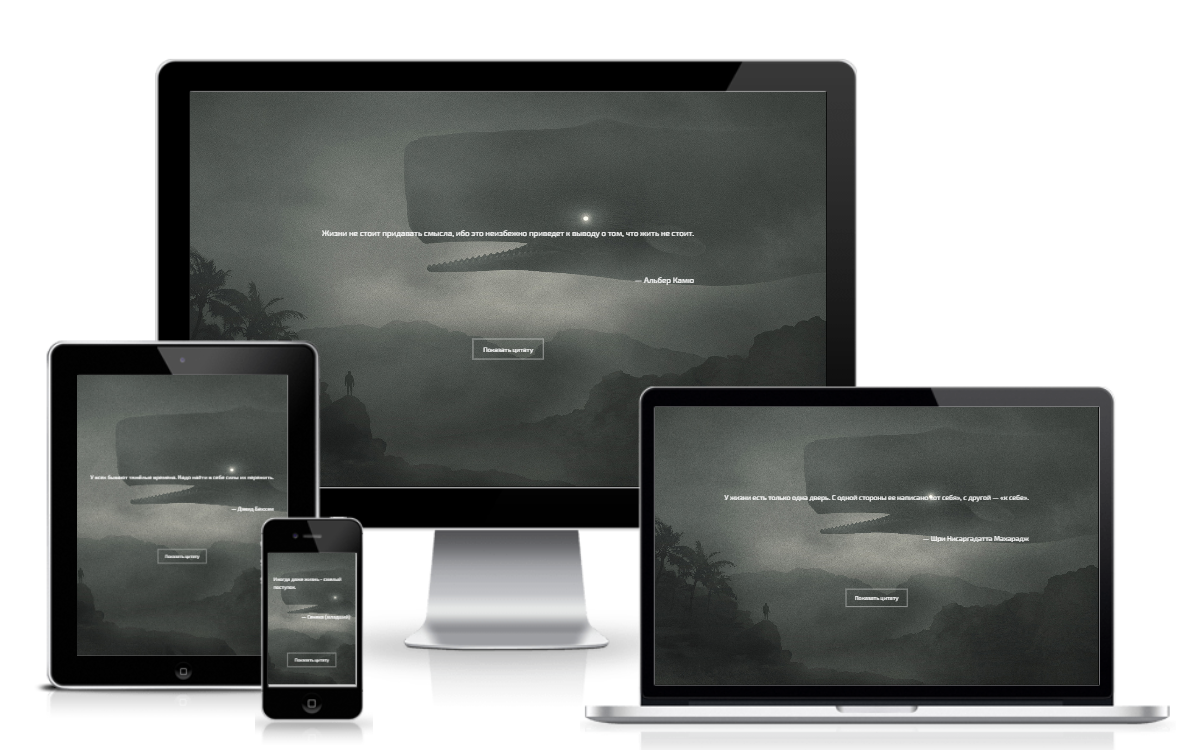 Жизни не стоит придавать смысла, ибо это неизбежно приведет к выводу о том, что жить не стоит.
— Альбер Камю
Показать цитату
У всех бывают тяжёлые времена. Надо найти в себе силы их пережить.
— Дэвид Бенсен
Показать цитату
Иногда даже жизнь - смелый
поступок.
— Сенека (младший)
Показать цитату
У жизни есть только одна дверь. С одной стороны ее написано «от себя», с другой — «к себе».
— Шри Нисаргадатта Махарадж
Показать цитату